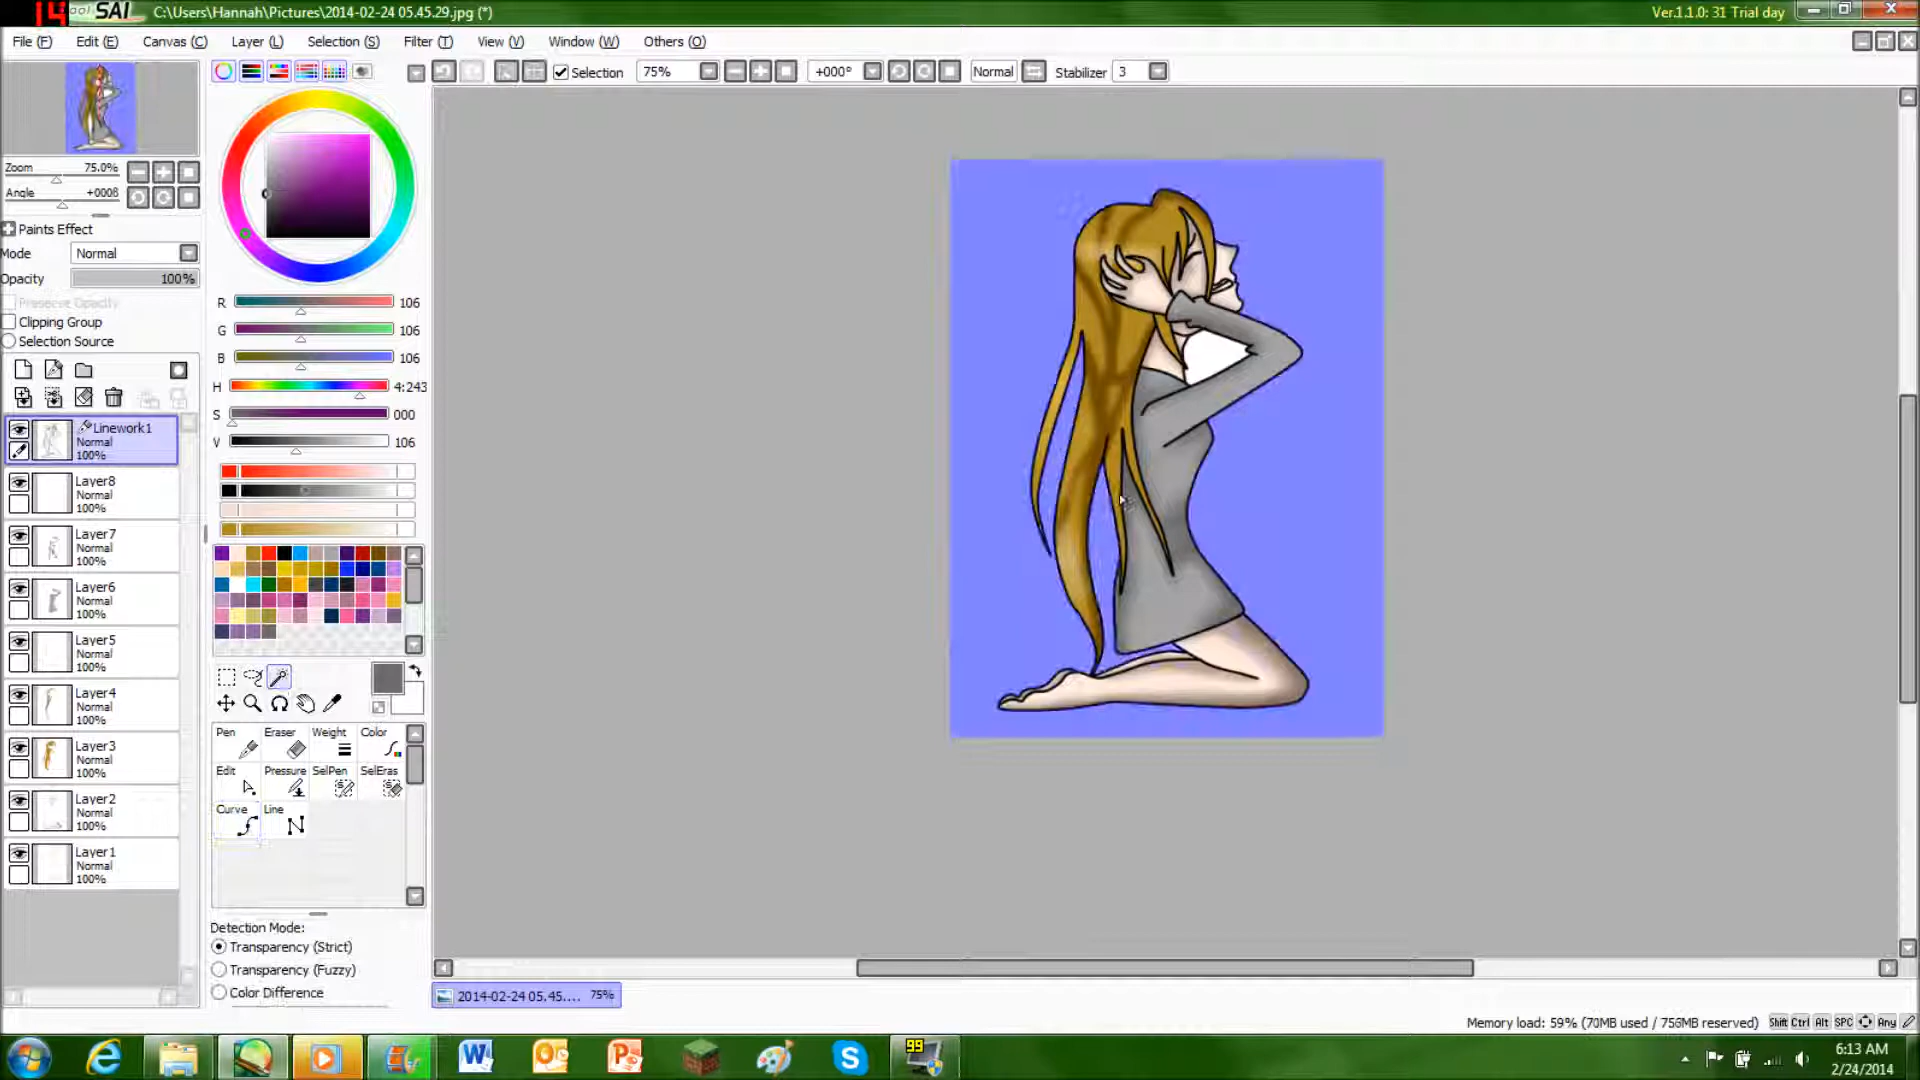 14 SAI C:\Users\Hannah\Pictures\2014-02-24 05.45.29.jpg (*) Ver.1.1.0: 31 Trial day
File (F) Edit (E) Canvas (C) Layer (L) Selection (S) Filter (T) View (V) Window (W) Others (O)
Selection 75% +000° Normal Stabilizer 3
Zoom 75.0%
Angle +000
Paints Effect
Mode Normal
Opacity 100%
Preserve Opacity
Clipping Group
Selection Source
Linework1
Normal
100%
Layer8
Normal
100%
Layer7
Normal
100%
Layer6
Normal
100%
Layer5
Normal
100%
Layer4
Normal
100%
Layer3
Normal
100%
Layer2
Normal
100%
Layer1
Normal
100%
R 106
G 106
B 106
H 4:243
S 000
V 106
Pen Eraser Weight Color
Edit Pressure SelPen SelEras
Curve Line
Detection Mode:
Transparency (Strict)
Transparency (Fuzzy)
Color Difference
2014-02-24 05.45.... 75%
Memory load: 59% (70MB used / 756MB reserved) Shift Ctrl Alt SPC Any
99
6:13 AM
2/24/2014